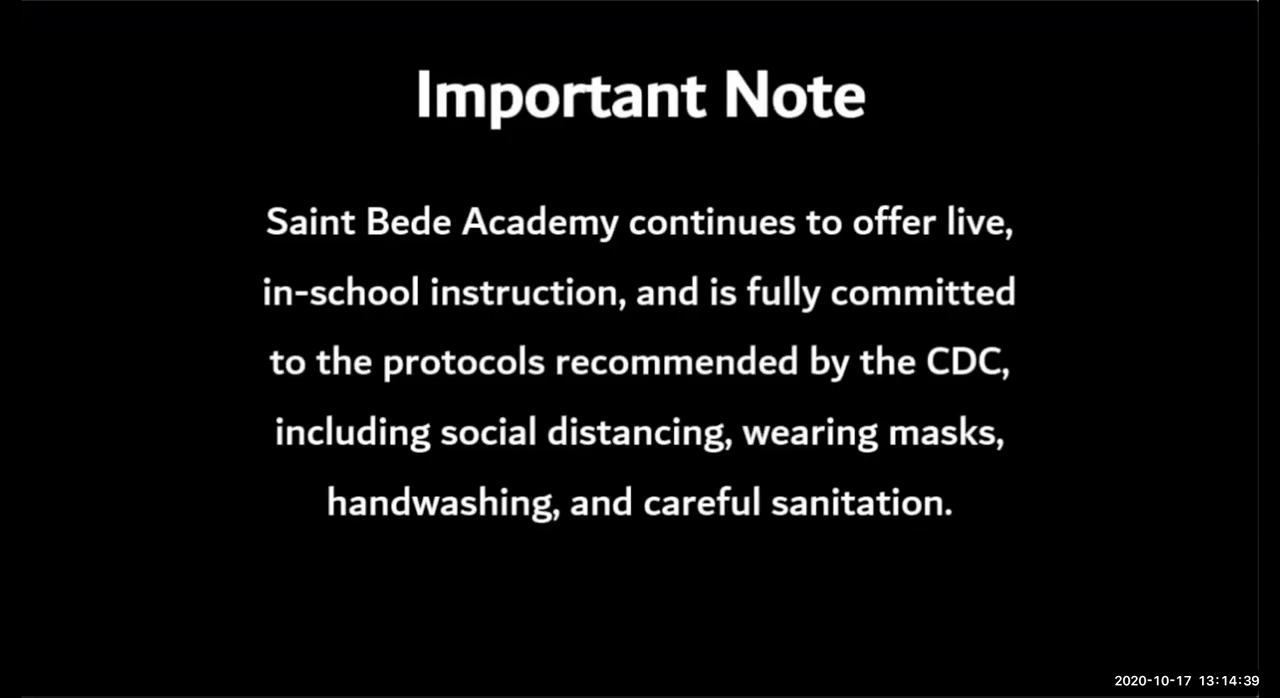 Important Note
Saint Bede Academy continues to offer live,
in-school instruction, and is fully committed
to the protocols recommended by the CDC,
including social distancing, wearing masks,
handwashing, and careful sanitation.
2020-10-17 13:14:39